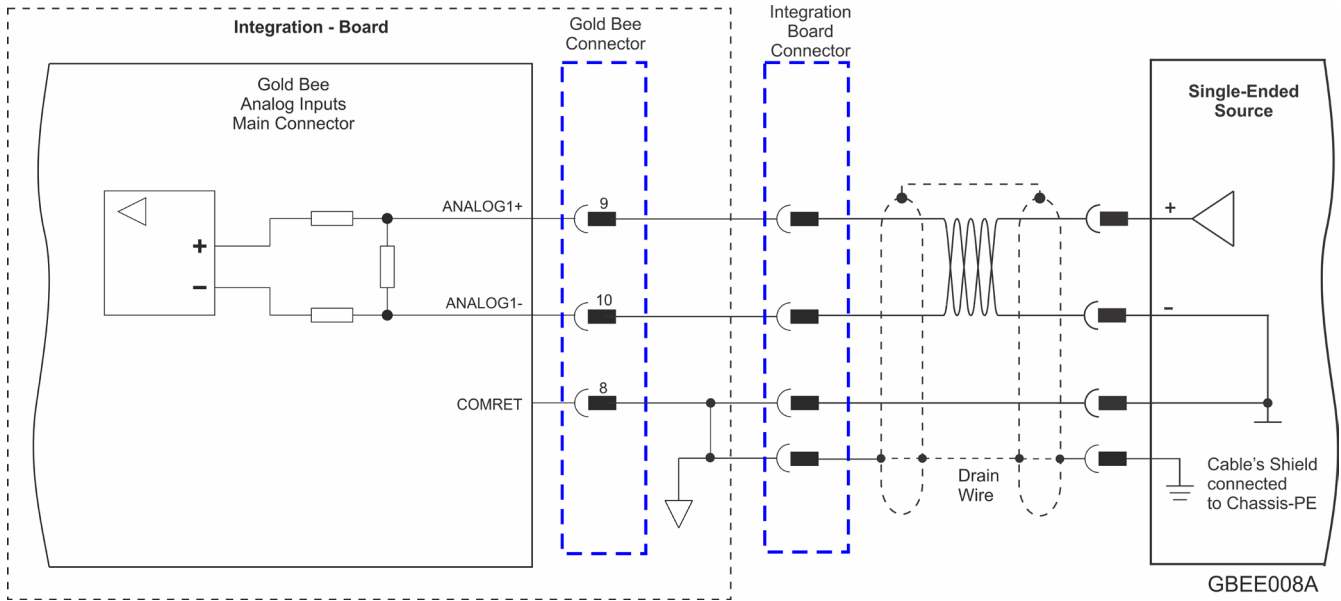 Integration - Board
Gold Bee
Connector
Integration
Board
Connector
Gold Bee
Analog Inputs
Main Connector
Single-Ended
Source
ANALOG1+
9
+
+
-
ANALOG1-
10
-
COMRET
8
Drain
Wire
Cable's Shield
connected
to Chassis-PE
GBEE008A